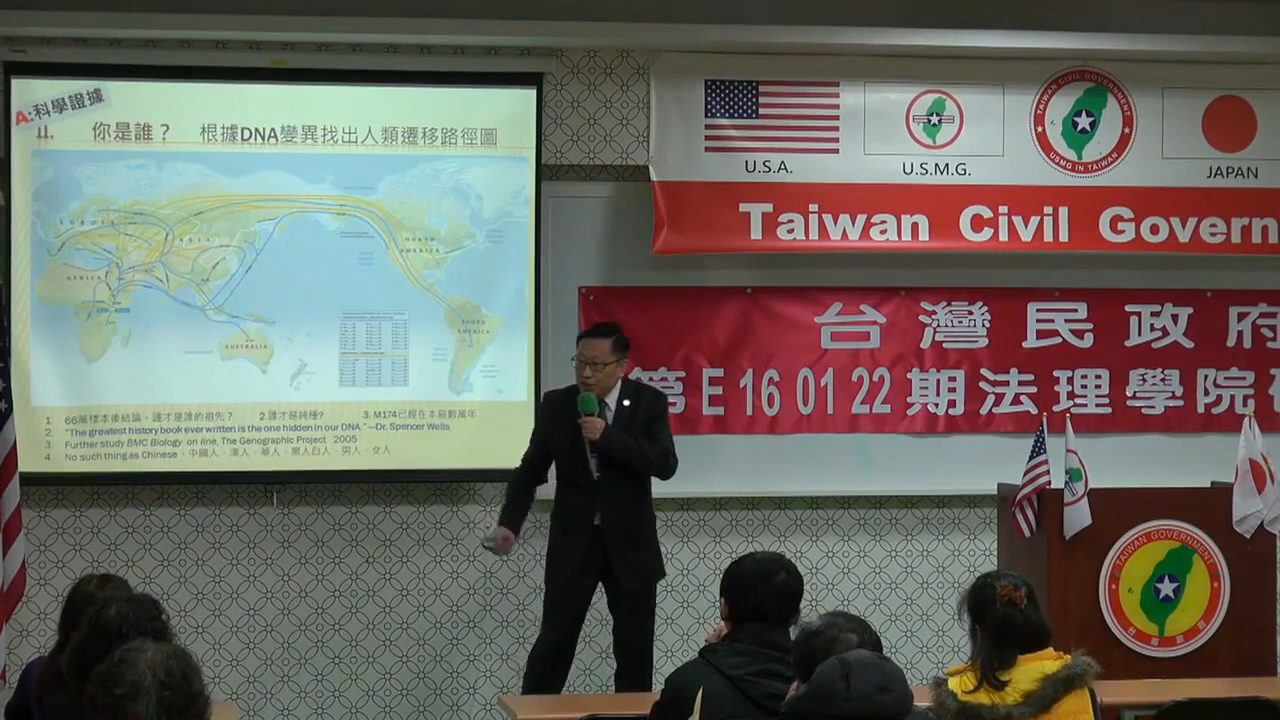 A:科學證據
II. 你是誰? 根據DNA變異找出人類遷移路徑圖
EUROPE
ASIA
AFRICA
NORTH AMERICA
SOUTH AMERICA
AUSTRALIA
1. 66萬樣本後結論,誰才是誰的祖先? 2 誰才是純種? 3. M174已經在本島數萬年
2. "The greatest history book ever written is the one hidden in our DNA." —Dr. Spencer Wells
3. Further study BMC Biology on line, The Genographic Project 2005
4. No such thing as Chinese、中國人、漢人、華人、黑人白人、男人、女人
U.S.A.
U.S.M.G.
TAIWAN CIVIL GOVERNMENT
USMG IN TAIWAN
JAPAN
Taiwan Civil Govern
台灣民政府
第E160122期法理學院
TAIWAN GOVERNMENT
台灣政府